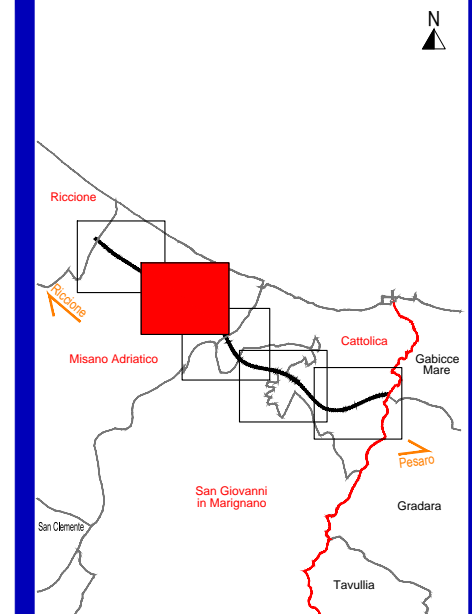 N
Riccione
Riccione
Misano Adriatico
Cattolica
Gabicce
Mare
Pesaro
San Giovanni
in Marignano
Gradara
San Clemente
Tavullia